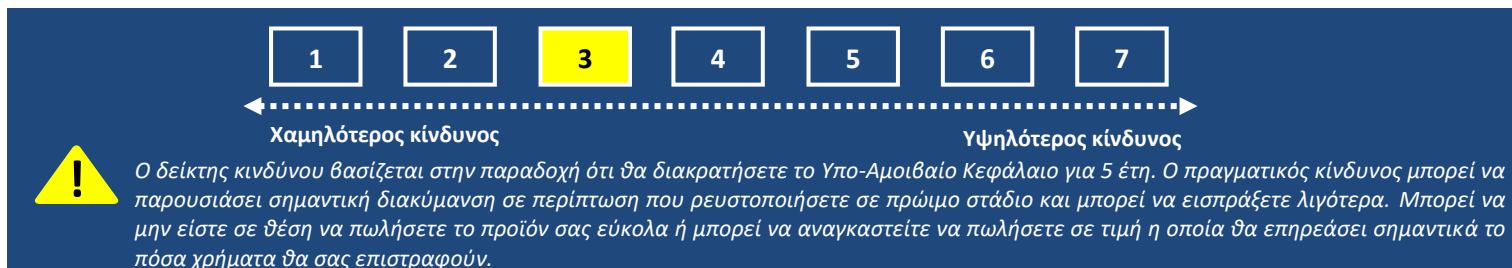 1 2 3 4 5 6 7
Χαμηλότερος κίνδυνος Υψηλότερος κίνδυνος
! Ο δείκτης κινδύνου βασίζεται στην παραδοχή ότι θα διακρατήσετε το Υπο-Αμοιβαίο Κεφάλαιο για 5 έτη. Ο πραγματικός κίνδυνος μπορεί να
παρουσιάσει σημαντική διακύμανση σε περίπτωση που ρευστοποιήσετε σε πρώιμο στάδιο και μπορεί να εισπράξετε λιγότερα. Μπορεί να
μην είστε σε θέση να πωλήσετε το προϊόν σας εύκολα ή μπορεί να αναγκαστείτε να πωλήσετε σε τιμή η οποία θα επηρεάσει σημαντικά το
πόσα χρήματα θα σας επιστραφούν.